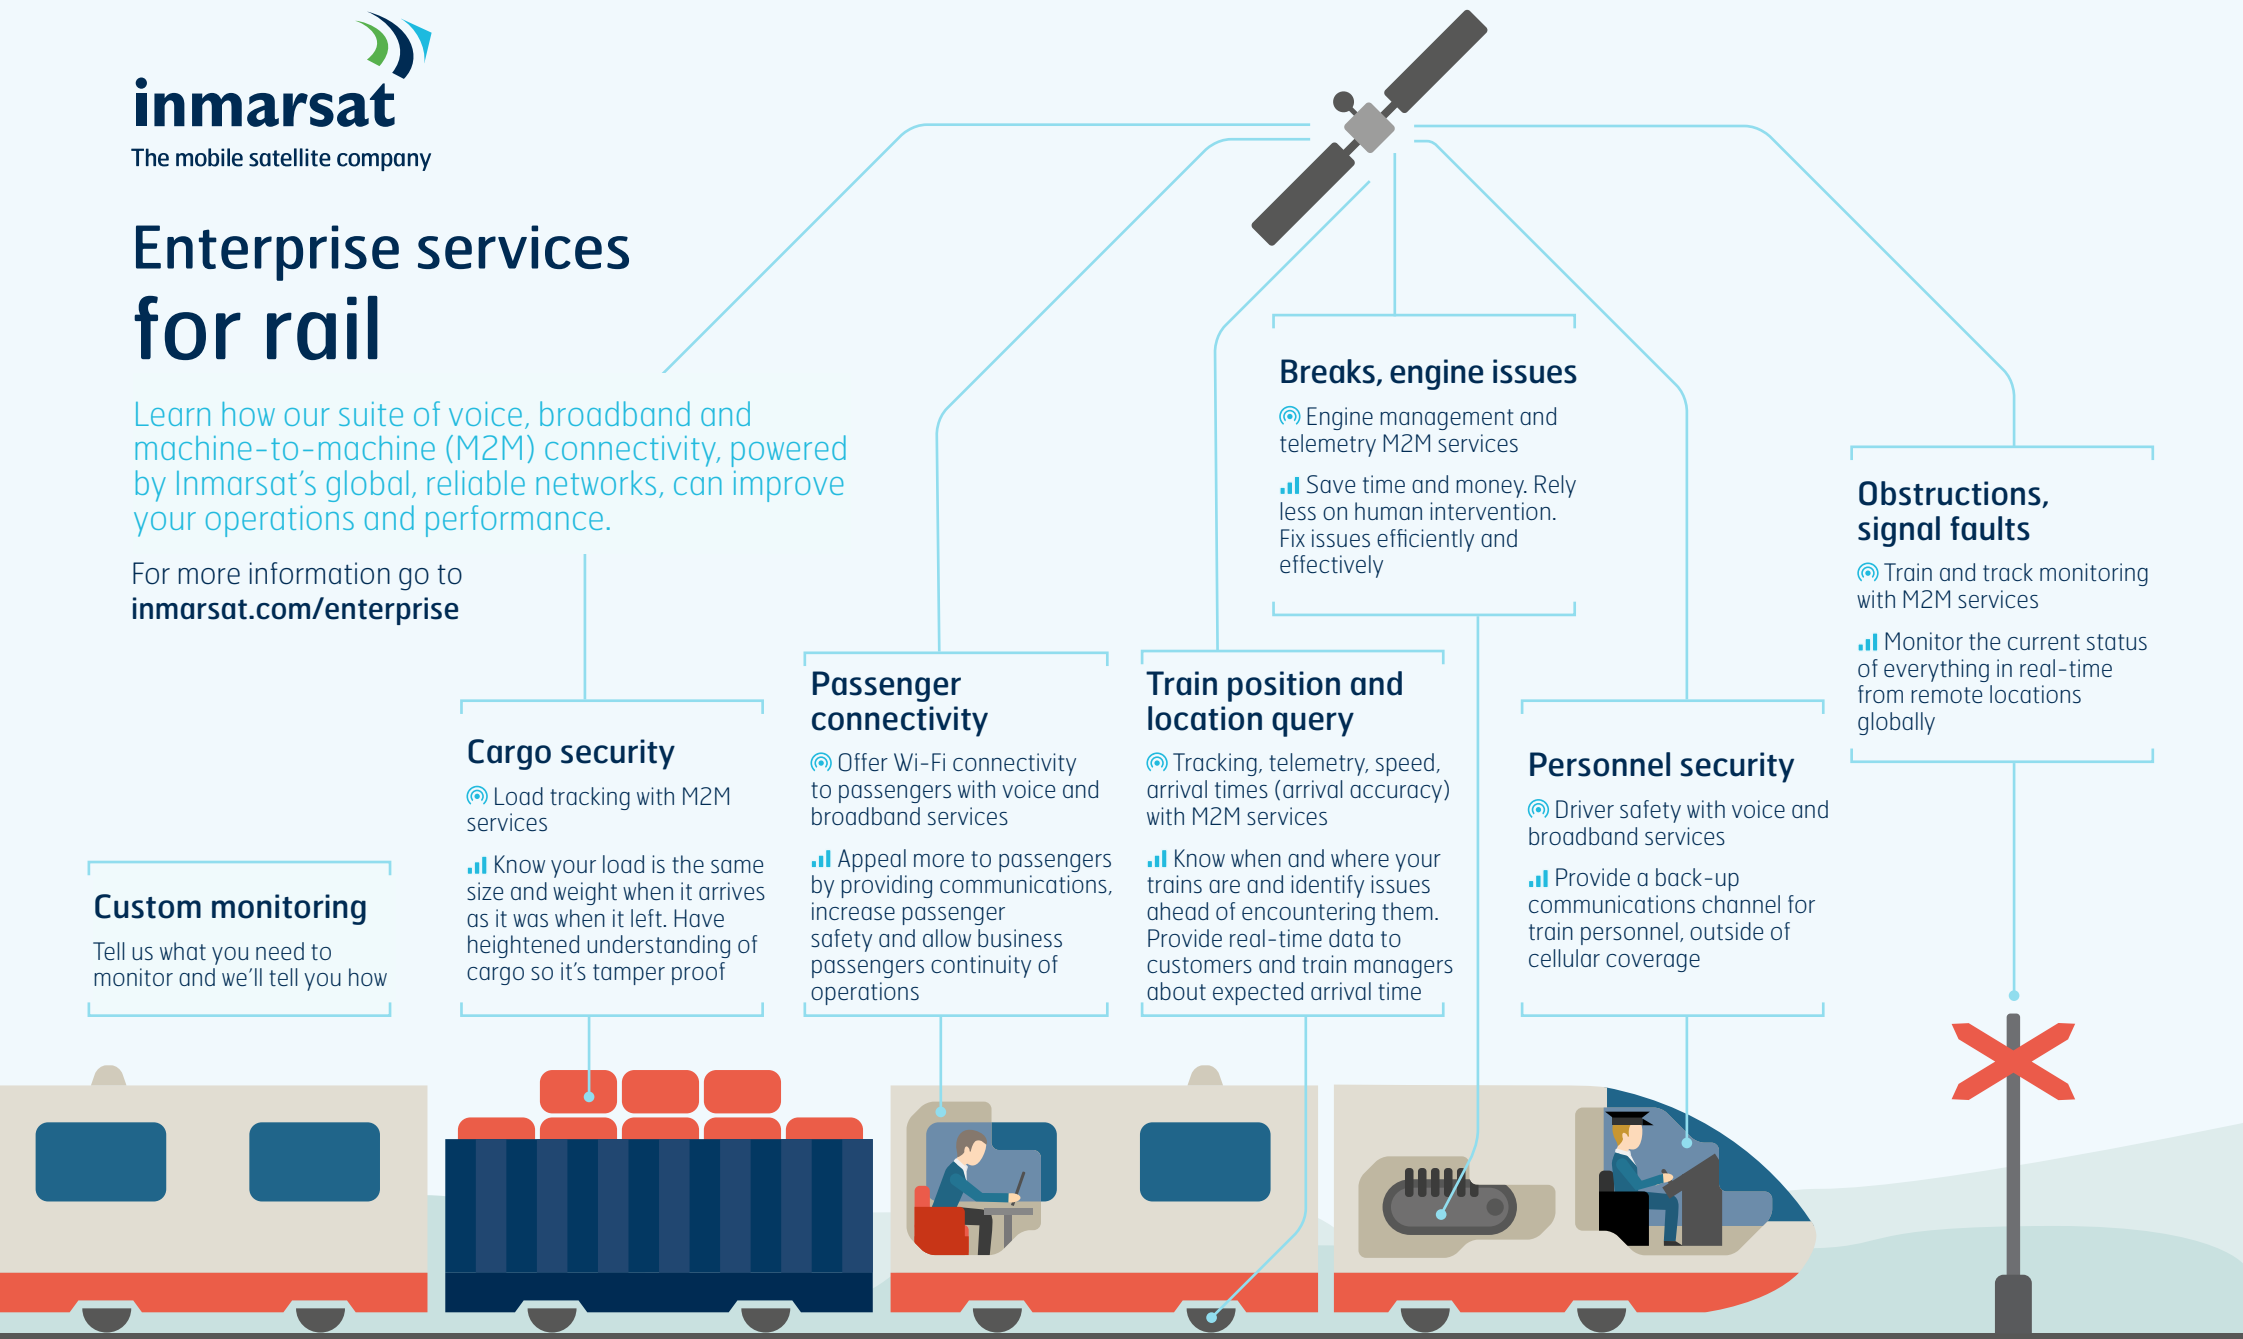 inmarsat
The mobile satellite company
Enterprise services
for rail
Learn how our suite of voice, broadband and
machine-to-machine (M2M) connectivity, powered
by Inmarsat's global, reliable networks, can improve
your operations and performance.
For more information go to
inmarsat.com/enterprise
Custom monitoring
Tell us what you need to
monitor and we'll tell you how
Cargo security
Load tracking with M2M
services
Know your load is the same
size and weight when it arrives
as it was when it left. Have
heightened understanding of
cargo so it's tamper proof
Passenger
connectivity
Offer Wi-Fi connectivity
to passengers with voice and
broadband services
Appeal more to passengers
by providing communications,
increase passenger
safety and allow business
passengers continuity of
operations
Train position and
location query
Tracking, telemetry, speed,
arrival times (arrival accuracy)
with M2M services
Know when and where your
trains are and identify issues
ahead of encountering them.
Provide real-time data to
customers and train managers
about expected arrival time
Breaks, engine issues
Engine management and
telemetry M2M services
Save time and money. Rely
less on human intervention.
Fix issues efficiently and
effectively
Personnel security
Driver safety with voice and
broadband services
Provide a back-up
communications channel for
train personnel, outside of
cellular coverage
Obstructions,
signal faults
Train and track monitoring
with M2M services
Monitor the current status
of everything in real-time
from remote locations
globally